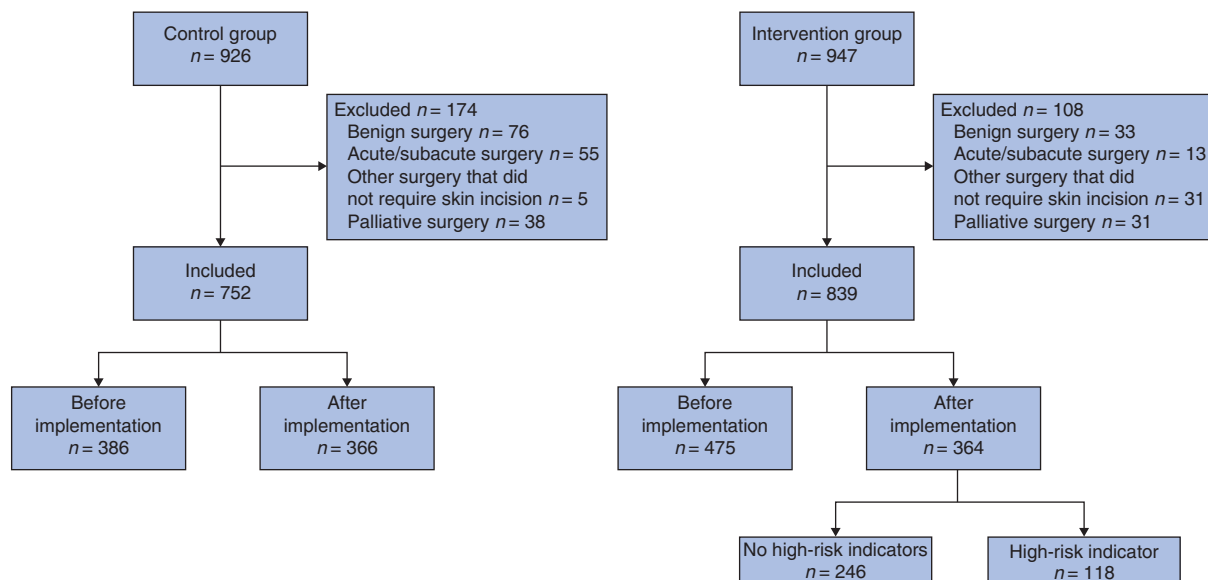 Control group
n = 926
Excluded n = 174
Benign surgery n = 76
Acute/subacute surgery n = 55
Other surgery that did
not require skin incision n = 5
Palliative surgery n = 38
Included
n = 752
Before
implementation
n = 386
After
implementation
n = 366
Intervention group
n = 947
Excluded n = 108
Benign surgery n = 33
Acute/subacute surgery n = 13
Other surgery that did
not require skin incision n = 31
Palliative surgery n = 31
Included
n = 839
Before
implementation
n = 475
After
implementation
n = 364
No high-risk indicators
n = 246
High-risk indicator
n = 118